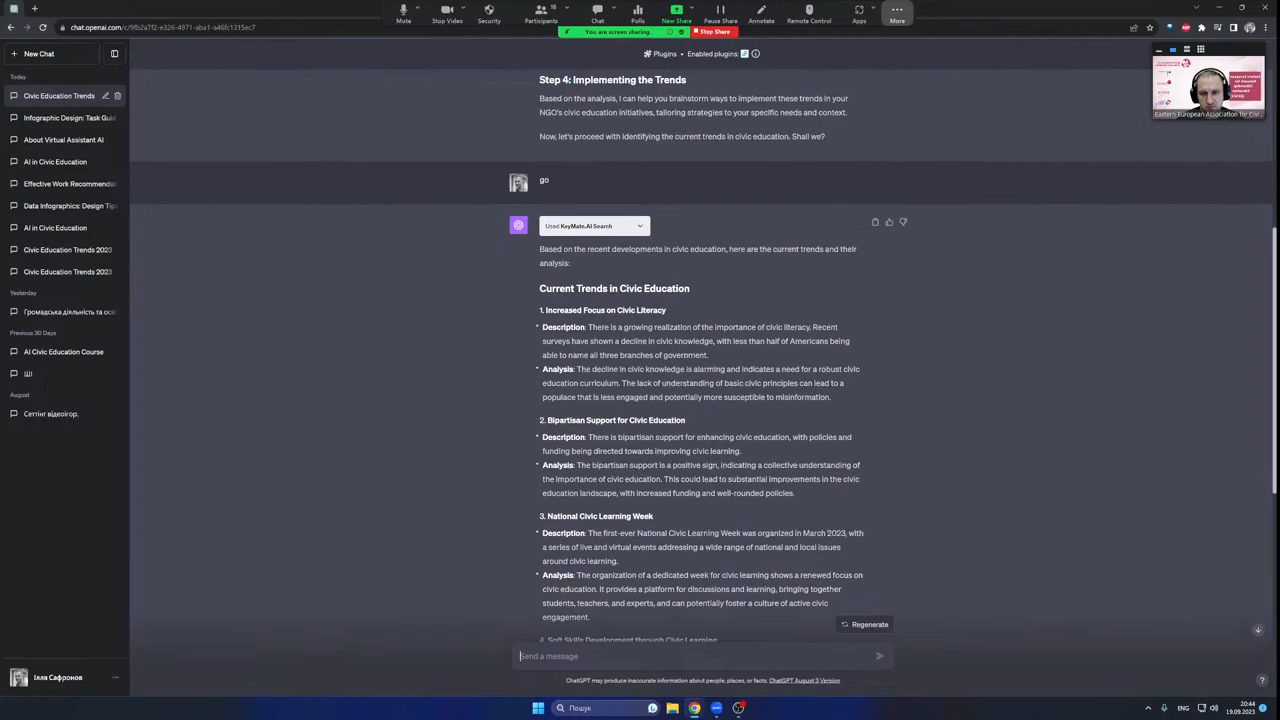 Mute
Stop Video
Security
Participants
Chat
Polls
New Share
Pause Share
Annotate
Remote Control
Apps
More
You are screen sharing
Stop Share
chat.openai.com/c/98b2a7f2-e326-4671-bba1-a46fc1315ec7
New Chat
Plugins • Enabled plugins:
Today
Civic Education Trends
Infographic Design: Task Guid
About Virtual Assistant AI
AI in Civic Education
Effective Work Recommenda
Data Infographics: Design Tips
AI in Civic Education
Civic Education Trends 2023
Civic Education Trends 2023
Yesterday
Громадська діяльність та осв
Previous 30 Days
AI Civic Education Course
ШІ
August
Сеттінг відеоігор.
Ілля Сафронов
Eastern European Association for Civi
Step 4: Implementing the Trends
Based on the analysis, I can help you brainstorm ways to implement these trends in your
NGO's civic education initiatives, tailoring strategies to your specific needs and context.
Now, let's proceed with identifying the current trends in civic education. Shall we?
go
Used KeyMate.AI Search
Based on the recent developments in civic education, here are the current trends and their
analysis:
Current Trends in Civic Education
1. Increased Focus on Civic Literacy
• Description: There is a growing realization of the importance of civic literacy. Recent
surveys have shown a decline in civic knowledge, with less than half of Americans being
able to name all three branches of government.
• Analysis: The decline in civic knowledge is alarming and indicates a need for a robust civic
education curriculum. The lack of understanding of basic civic principles can lead to a
populace that is less engaged and potentially more susceptible to misinformation.
2. Bipartisan Support for Civic Education
• Description: There is bipartisan support for enhancing civic education, with policies and
funding being directed towards improving civic learning.
• Analysis: The bipartisan support is a positive sign, indicating a collective understanding of
the importance of civic education. This could lead to substantial improvements in the civic
education landscape, with increased funding and well-rounded policies.
3. National Civic Learning Week
• Description: The first-ever National Civic Learning Week was organized in March 2023, with
a series of live and virtual events addressing a wide range of national and local issues
around civic learning.
• Analysis: The organization of a dedicated week for civic learning shows a renewed focus on
civic education. It provides a platform for discussions and learning, bringing together
students, teachers, and experts, and can potentially foster a culture of active civic
engagement.
4. Soft Skills Development through Civic Learning
Regenerate
Send a message
ChatGPT may produce inaccurate information about people, places, or facts. ChatGPT August 3 Version
Пошук
ENG
20:44
19.09.2023